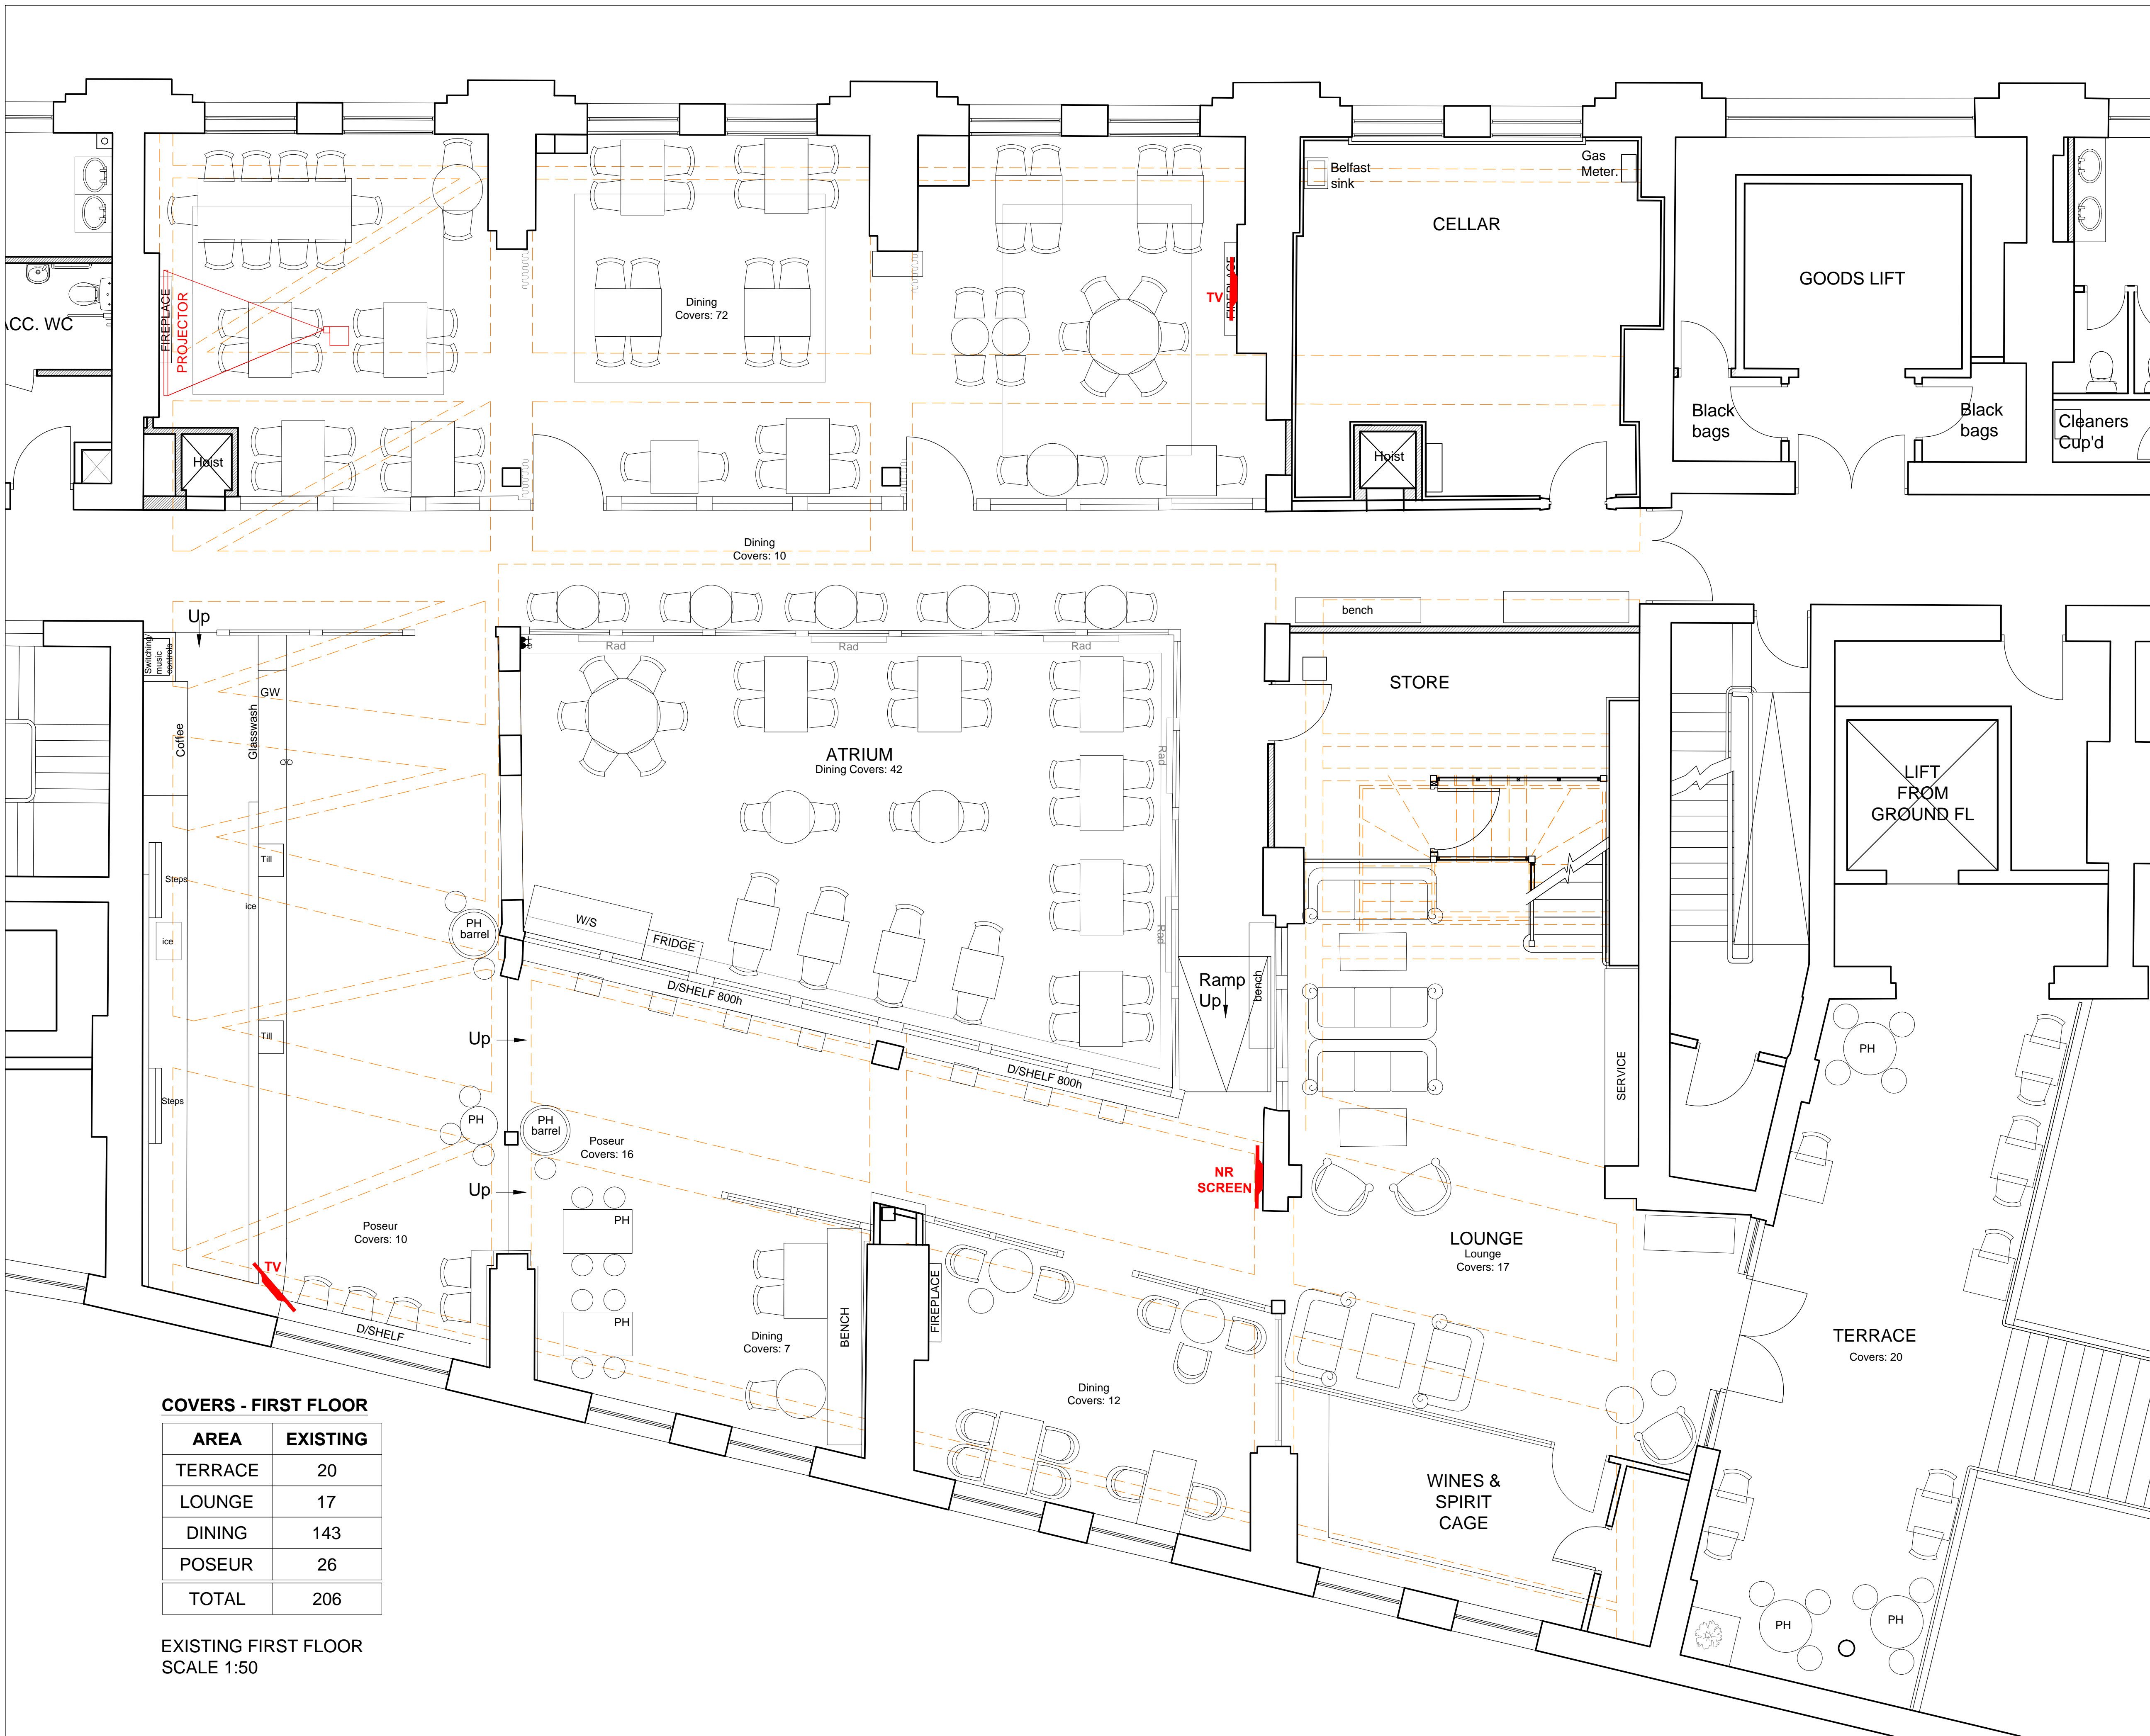 Belfast
sink
Gas
Meter.
CELLAR
GOODS LIFT
ACC. WC
FIREPLACE
PROJECTOR
Dining
Covers: 72
TV
FIREPLACE
Black
bags
Black
bags
Cleaners
Cup'd
Hoist
Hoist
Dining
Covers: 10
Up
bench
Switching
music
controls
Rad
Rad
Rad
STORE
GW
Coffee
Glasswash
ATRIUM
Dining Covers: 42
Rad
LIFT
FROM
GROUND FL
Till
Steps
ice
ice
PH
barrel
W/S
FRIDGE
Rad
D/SHELF 800h
Ramp
Up
bench
Till
Up
D/SHELF 800h
SERVICE
PH
Steps
PH
PH
barrel
Poseur
Covers: 16
NR
SCREEN
Up
PH
Poseur
Covers: 10
LOUNGE
Lounge
Covers: 17
TV
FIREPLACE
PH
D/SHELF
Dining
Covers: 7
BENCH
TERRACE
Covers: 20
Dining
Covers: 12
COVERS - FIRST FLOOR
AREA EXISTING
TERRACE 20
LOUNGE 17
DINING 143
POSEUR 26
TOTAL 206
WINES &
SPIRIT
CAGE
PH
PH
EXISTING FIRST FLOOR
SCALE 1:50